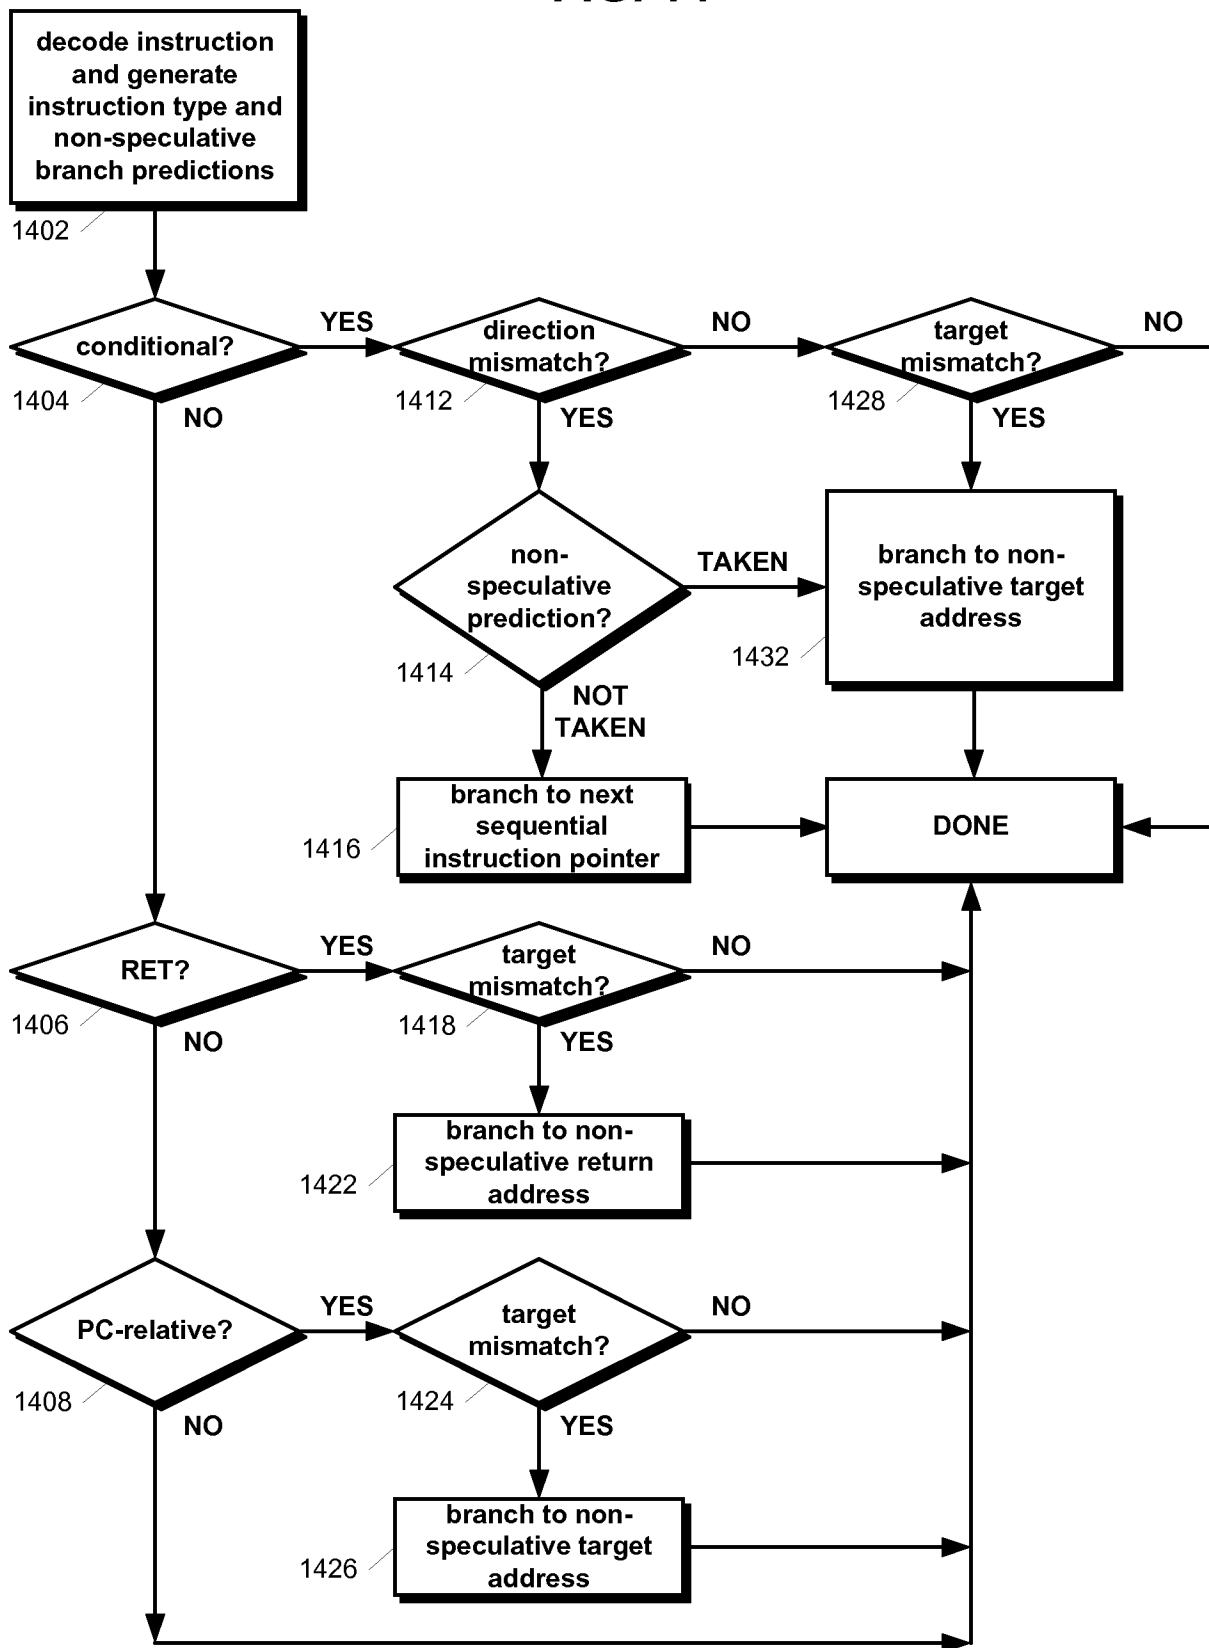 decode instruction
and generate
instruction type and
non-speculative
branch predictions
1402
conditional?
1404
YES
NO
direction
mismatch?
1412
NO
YES
target
mismatch?
1428
NO
YES
non-
speculative
prediction?
1414
TAKEN
NOT
TAKEN
branch to non-
speculative target
address
1432
branch to next
sequential
instruction pointer
1416
DONE
RET?
1406
YES
NO
target
mismatch?
1418
NO
YES
branch to non-
speculative return
address
1422
PC-relative?
1408
YES
NO
target
mismatch?
1424
NO
YES
branch to non-
speculative target
address
1426